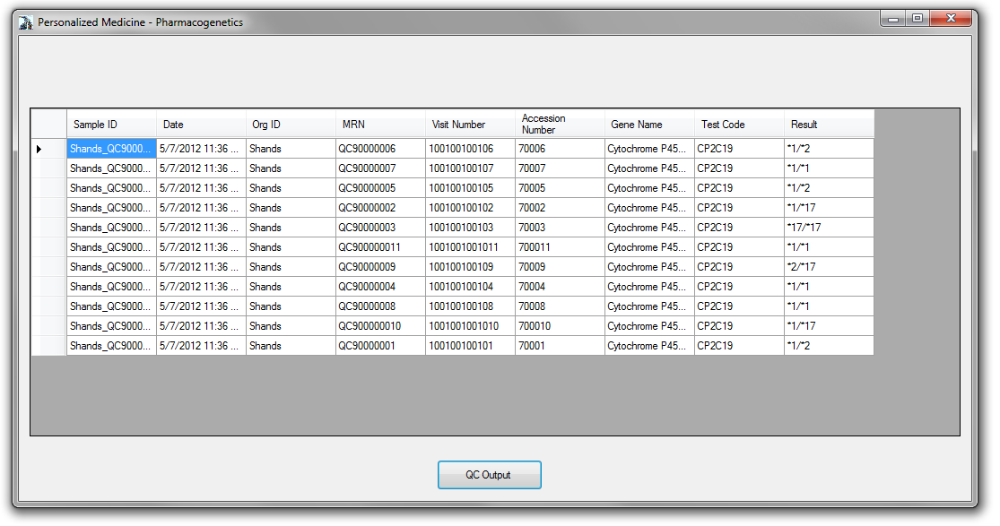 Personalized Medicine - Pharmacogenetics
Sample ID Date Org ID MRN Visit Number Accession Number Gene Name Test Code Result
Shands_QC9000... 5/7/2012 11:36 ... Shands QC90000006 100100100106 70006 Cytochrome P45... CP2C19 *1/*2
Shands_QC9000... 5/7/2012 11:36 ... Shands QC90000007 100100100107 70007 Cytochrome P45... CP2C19 *1/*1
Shands_QC9000... 5/7/2012 11:36 ... Shands QC90000005 100100100105 70005 Cytochrome P45... CP2C19 *1/*2
Shands_QC9000... 5/7/2012 11:36 ... Shands QC90000002 100100100102 70002 Cytochrome P45... CP2C19 *1/*17
Shands_QC9000... 5/7/2012 11:36 ... Shands QC90000003 100100100103 70003 Cytochrome P45... CP2C19 *17/*17
Shands_QC9000... 5/7/2012 11:36 ... Shands QC900000011 1001001001011 700011 Cytochrome P45... CP2C19 *1/*1
Shands_QC9000... 5/7/2012 11:36 ... Shands QC90000009 100100100109 70009 Cytochrome P45... CP2C19 *2/*17
Shands_QC9000... 5/7/2012 11:36 ... Shands QC90000004 100100100104 70004 Cytochrome P45... CP2C19 *1/*1
Shands_QC9000... 5/7/2012 11:36 ... Shands QC90000008 100100100108 70008 Cytochrome P45... CP2C19 *1/*1
Shands_QC9000... 5/7/2012 11:36 ... Shands QC900000010 1001001001010 700010 Cytochrome P45... CP2C19 *1/*17
Shands_QC9000... 5/7/2012 11:36 ... Shands QC90000001 100100100101 70001 Cytochrome P45... CP2C19 *1/*2
QC Output